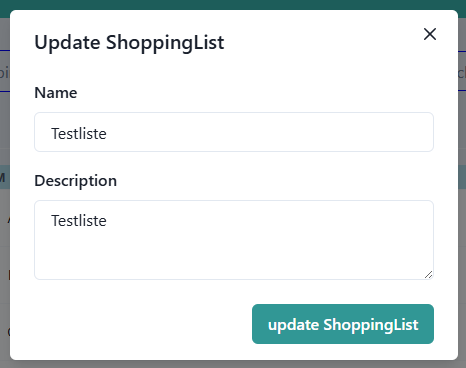 Update ShoppingList
Name
Testliste
Description
Testliste
update ShoppingList